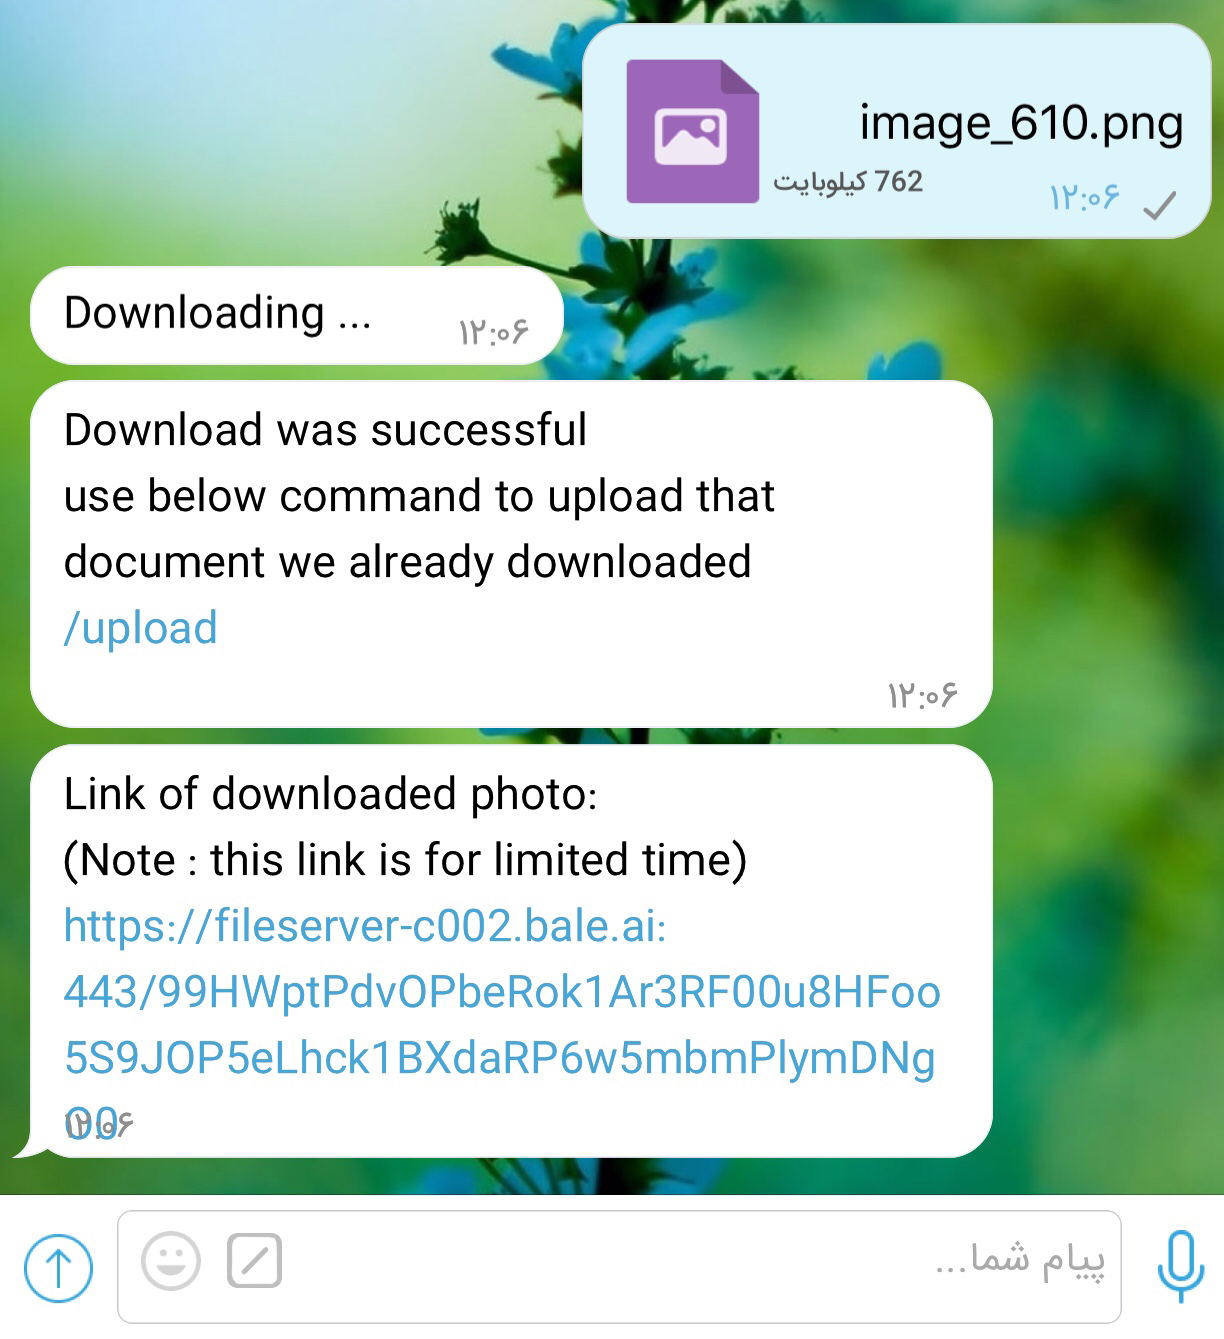 image_610.png
762 کیلوبایت
۱۲:۰۶
Downloading ...
۱۲:۰۶
Download was successful
use below command to upload that
document we already downloaded
/upload
۱۲:۰۶
Link of downloaded photo:
(Note : this link is for limited time)
https://fileserver-c002.bale.ai:
443/99HWptPdvOPbeRok1Ar3RF00u8HFoo
5S9JOP5eLhck1BXdaRP6w5mbmPlymDNg
۱۲:۰۶
پیام شما...